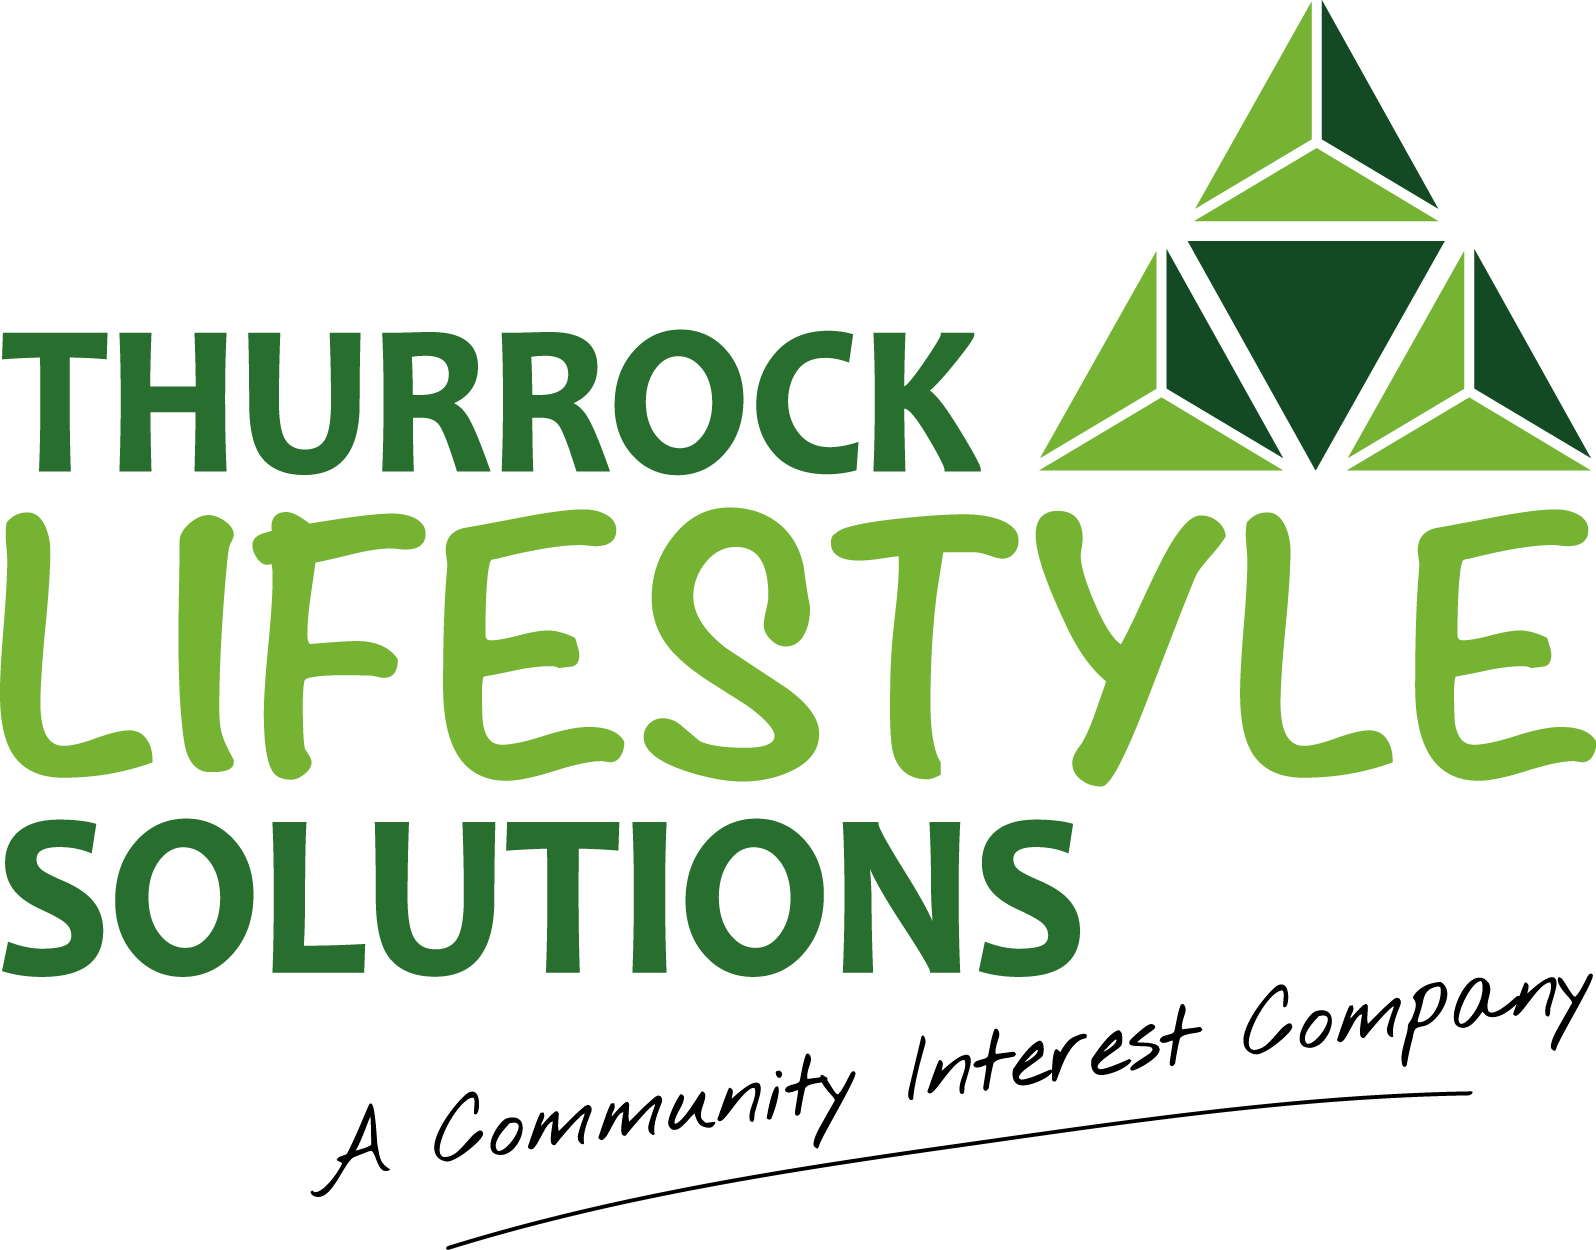 THURROCK
LIFESTYLE
SOLUTIONS
A Community Interest Company